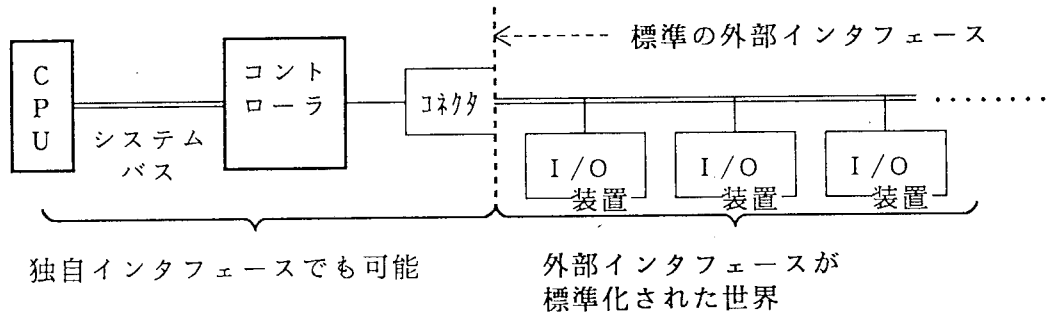 標準の外部インタフェース
CPU
システム
バス
コント
ローラ
コネクタ
I/O
装置
I/O
装置
I/O
装置
独自インタフェースでも可能
外部インタフェースが
標準化された世界